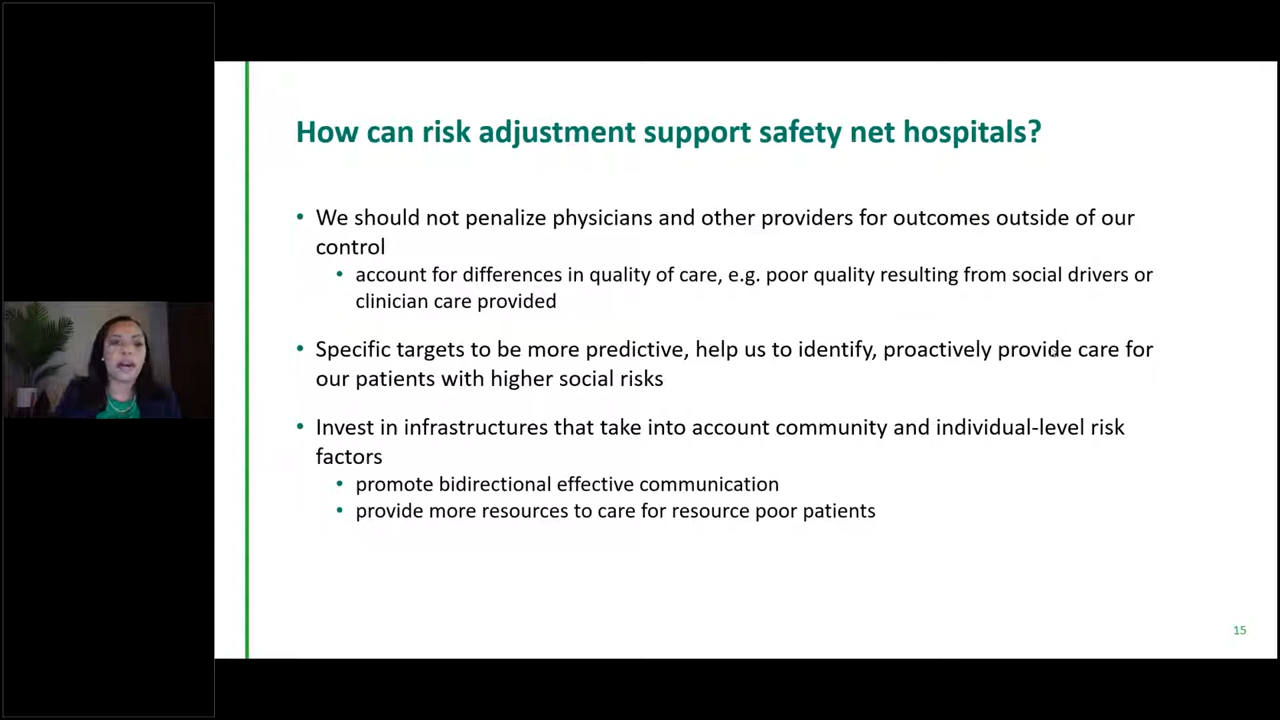 How can risk adjustment support safety net hospitals?
• We should not penalize physicians and other providers for outcomes outside of our
control
• account for differences in quality of care, e.g. poor quality resulting from social drivers or
clinician care provided
• Specific targets to be more predictive, help us to identify, proactively provide care for
our patients with higher social risks
• Invest in infrastructures that take into account community and individual-level risk
factors
• promote bidirectional effective communication
• provide more resources to care for resource poor patients
15